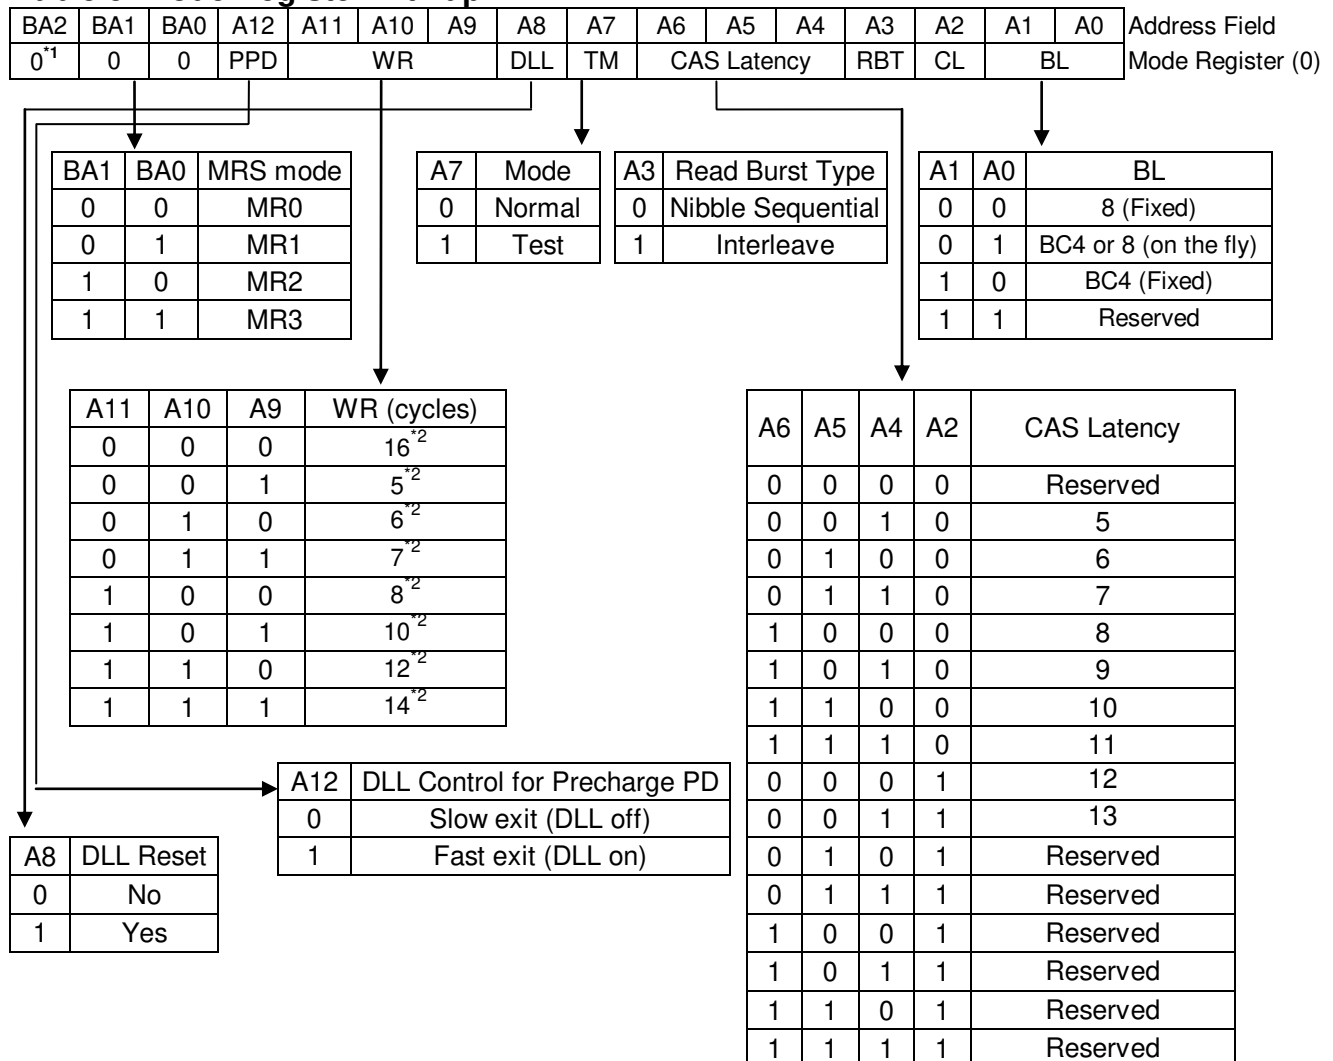 BA2 BA1 BA0 A12 A11 A10 A9 A8 A7 A6 A5 A4 A3 A2 A1 A0 Address Field
0*1 0 0 PPD WR DLL TM CAS Latency RBT CL BL Mode Register (0)
BA1 BA0 MRS mode
0 0 MR0
0 1 MR1
1 0 MR2
1 1 MR3
A7 Mode
0 Normal
1 Test
A3 Read Burst Type
0 Nibble Sequential
1 Interleave
A1 A0 BL
0 0 8 (Fixed)
0 1 BC4 or 8 (on the fly)
1 0 BC4 (Fixed)
1 1 Reserved
A11 A10 A9 WR (cycles)
0 0 0 16*2
0 0 1 5*2
0 1 0 6*2
0 1 1 7*2
1 0 0 8*2
1 0 1 10*2
1 1 0 12*2
1 1 1 14*2
A6 A5 A4 A2 CAS Latency
0 0 0 0 Reserved
0 0 1 0 5
0 1 0 0 6
0 1 1 0 7
1 0 0 0 8
1 0 1 0 9
1 1 0 0 10
1 1 1 0 11
0 0 0 1 12
0 0 1 1 13
0 1 0 1 Reserved
0 1 1 1 Reserved
1 0 0 1 Reserved
1 0 1 1 Reserved
1 1 0 1 Reserved
1 1 1 1 Reserved
A12 DLL Control for Precharge PD
0 Slow exit (DLL off)
1 Fast exit (DLL on)
A8 DLL Reset
0 No
1 Yes